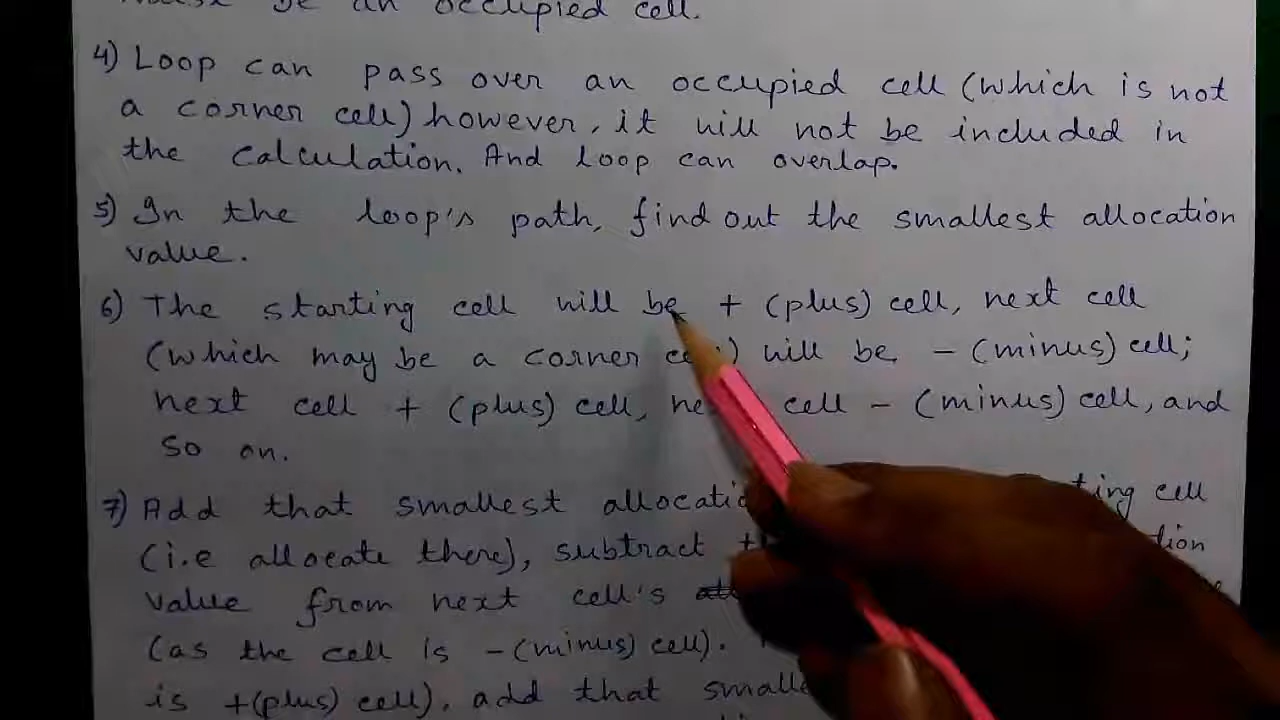 be an occupied cell.
4) Loop can pass over an occupied cell (which is not
a corner cell) however, it will not be included in
the calculation. And loop can overlap.
5) In the loop's path, find out the smallest allocation
value.
6) The starting cell will be + (plus) cell, next cell
(which may be a corner cell) will be - (minus) cell;
next cell + (plus) cell, next cell - (minus) cell, and
so on.
7) Add that smallest cell
(i.e allocate there), subtract
value from next cell's
(as the cell is -(minus) cell).
is +(plus) cell), add that